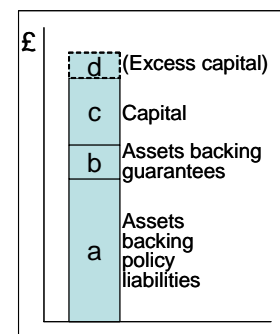 £
d (Excess capital)
c Capital
b Assets backing
guarantees
a Assets
backing
policy
liabilities